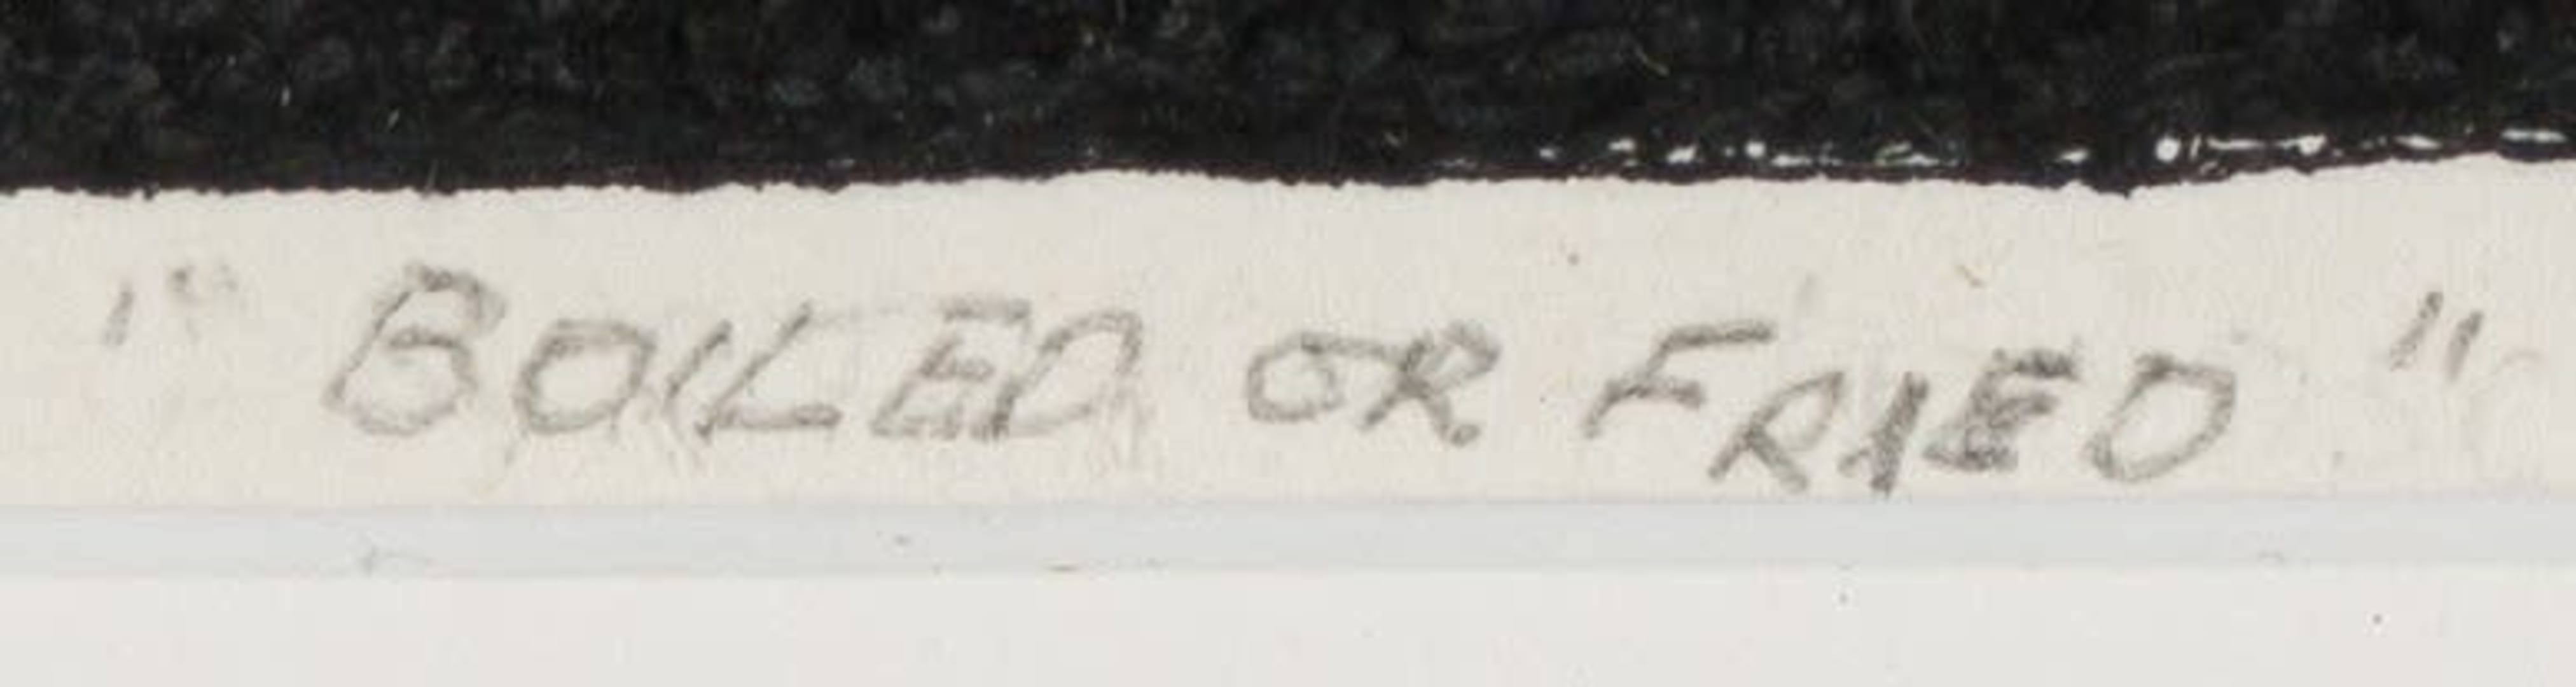 " BOILED OR FRIED "